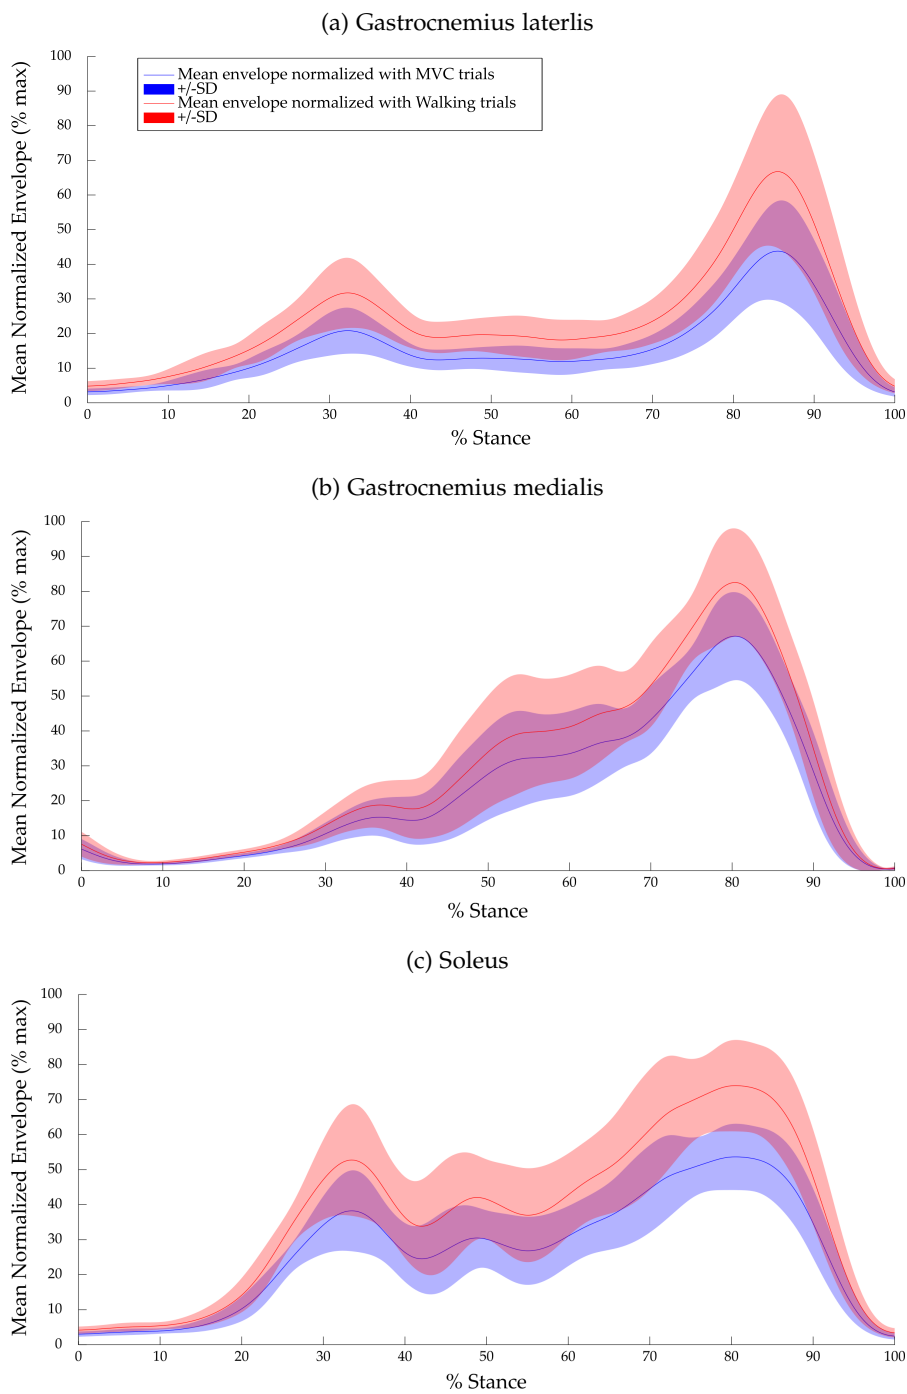 (a) Gastrocnemius laterlis
Mean Normalized Envelope (% max)
100
90
80
70
60
50
40
30
20
10
0
Mean envelope normalized with MVC trials
+/-SD
Mean envelope normalized with Walking trials
+/-SD
0 10 20 30 40 50 60 70 80 90 100
% Stance
(b) Gastrocnemius medialis
Mean Normalized Envelope (% max)
100
90
80
70
60
50
40
30
20
10
0
0 10 20 30 40 50 60 70 80 90 100
% Stance
(c) Soleus
Mean Normalized Envelope (% max)
100
90
80
70
60
50
40
30
20
10
0
0 10 20 30 40 50 60 70 80 90 100
% Stance